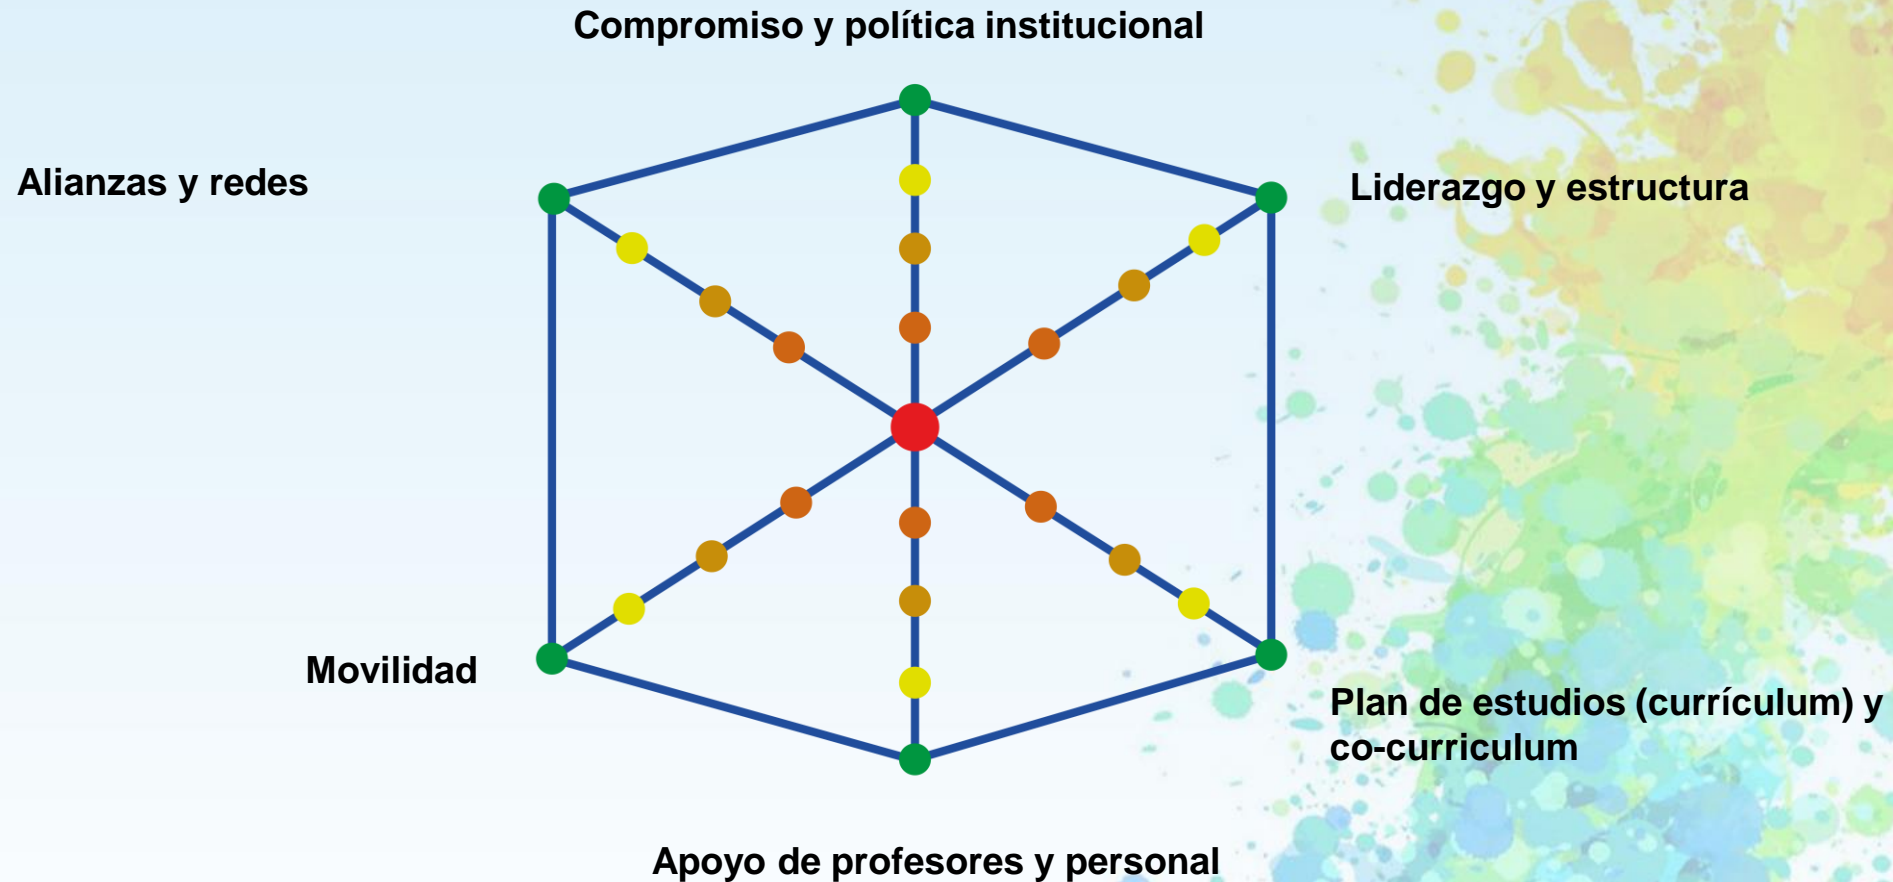 Compromiso y política institucional
Alianzas y redes
Liderazgo y estructura
Movilidad
Plan de estudios (currículum) y
co-curriculum
Apoyo de profesores y personal